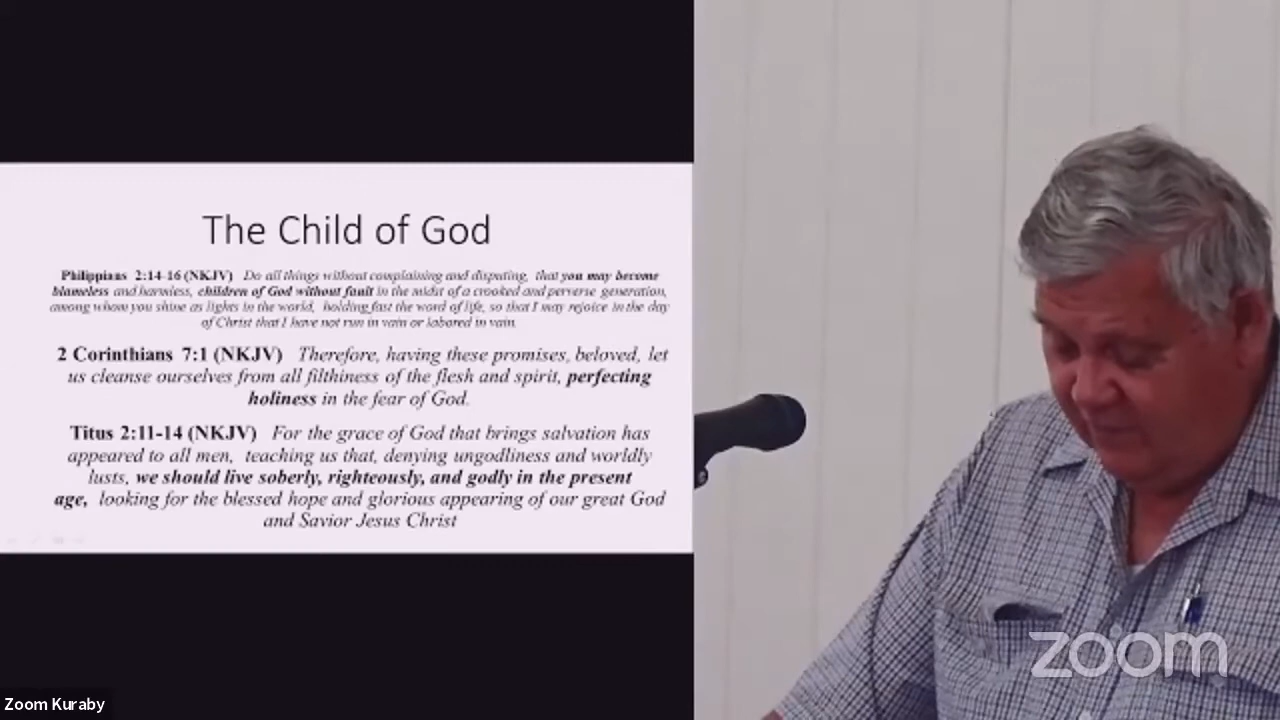 The Child of God
Philippians 2:14-16 (NKJV) Do all things without complaining and disputing, that you may become
blameless and harmless, children of God without fault in the midst of a crooked and perverse generation,
among whom you shine as lights in the world, holding fast the word of life, so that I may rejoice in the day
of Christ that I have not run in vain or labored in vain.
2 Corinthians 7:1 (NKJV) Therefore, having these promises, beloved, let
us cleanse ourselves from all filthiness of the flesh and spirit, perfecting
holiness in the fear of God.
Titus 2:11-14 (NKJV) For the grace of God that brings salvation has
appeared to all men, teaching us that, denying ungodliness and worldly
lusts, we should live soberly, righteously, and godly in the present
age, looking for the blessed hope and glorious appearing of our great God
and Savior Jesus Christ
zoom
Zoom Kuraby